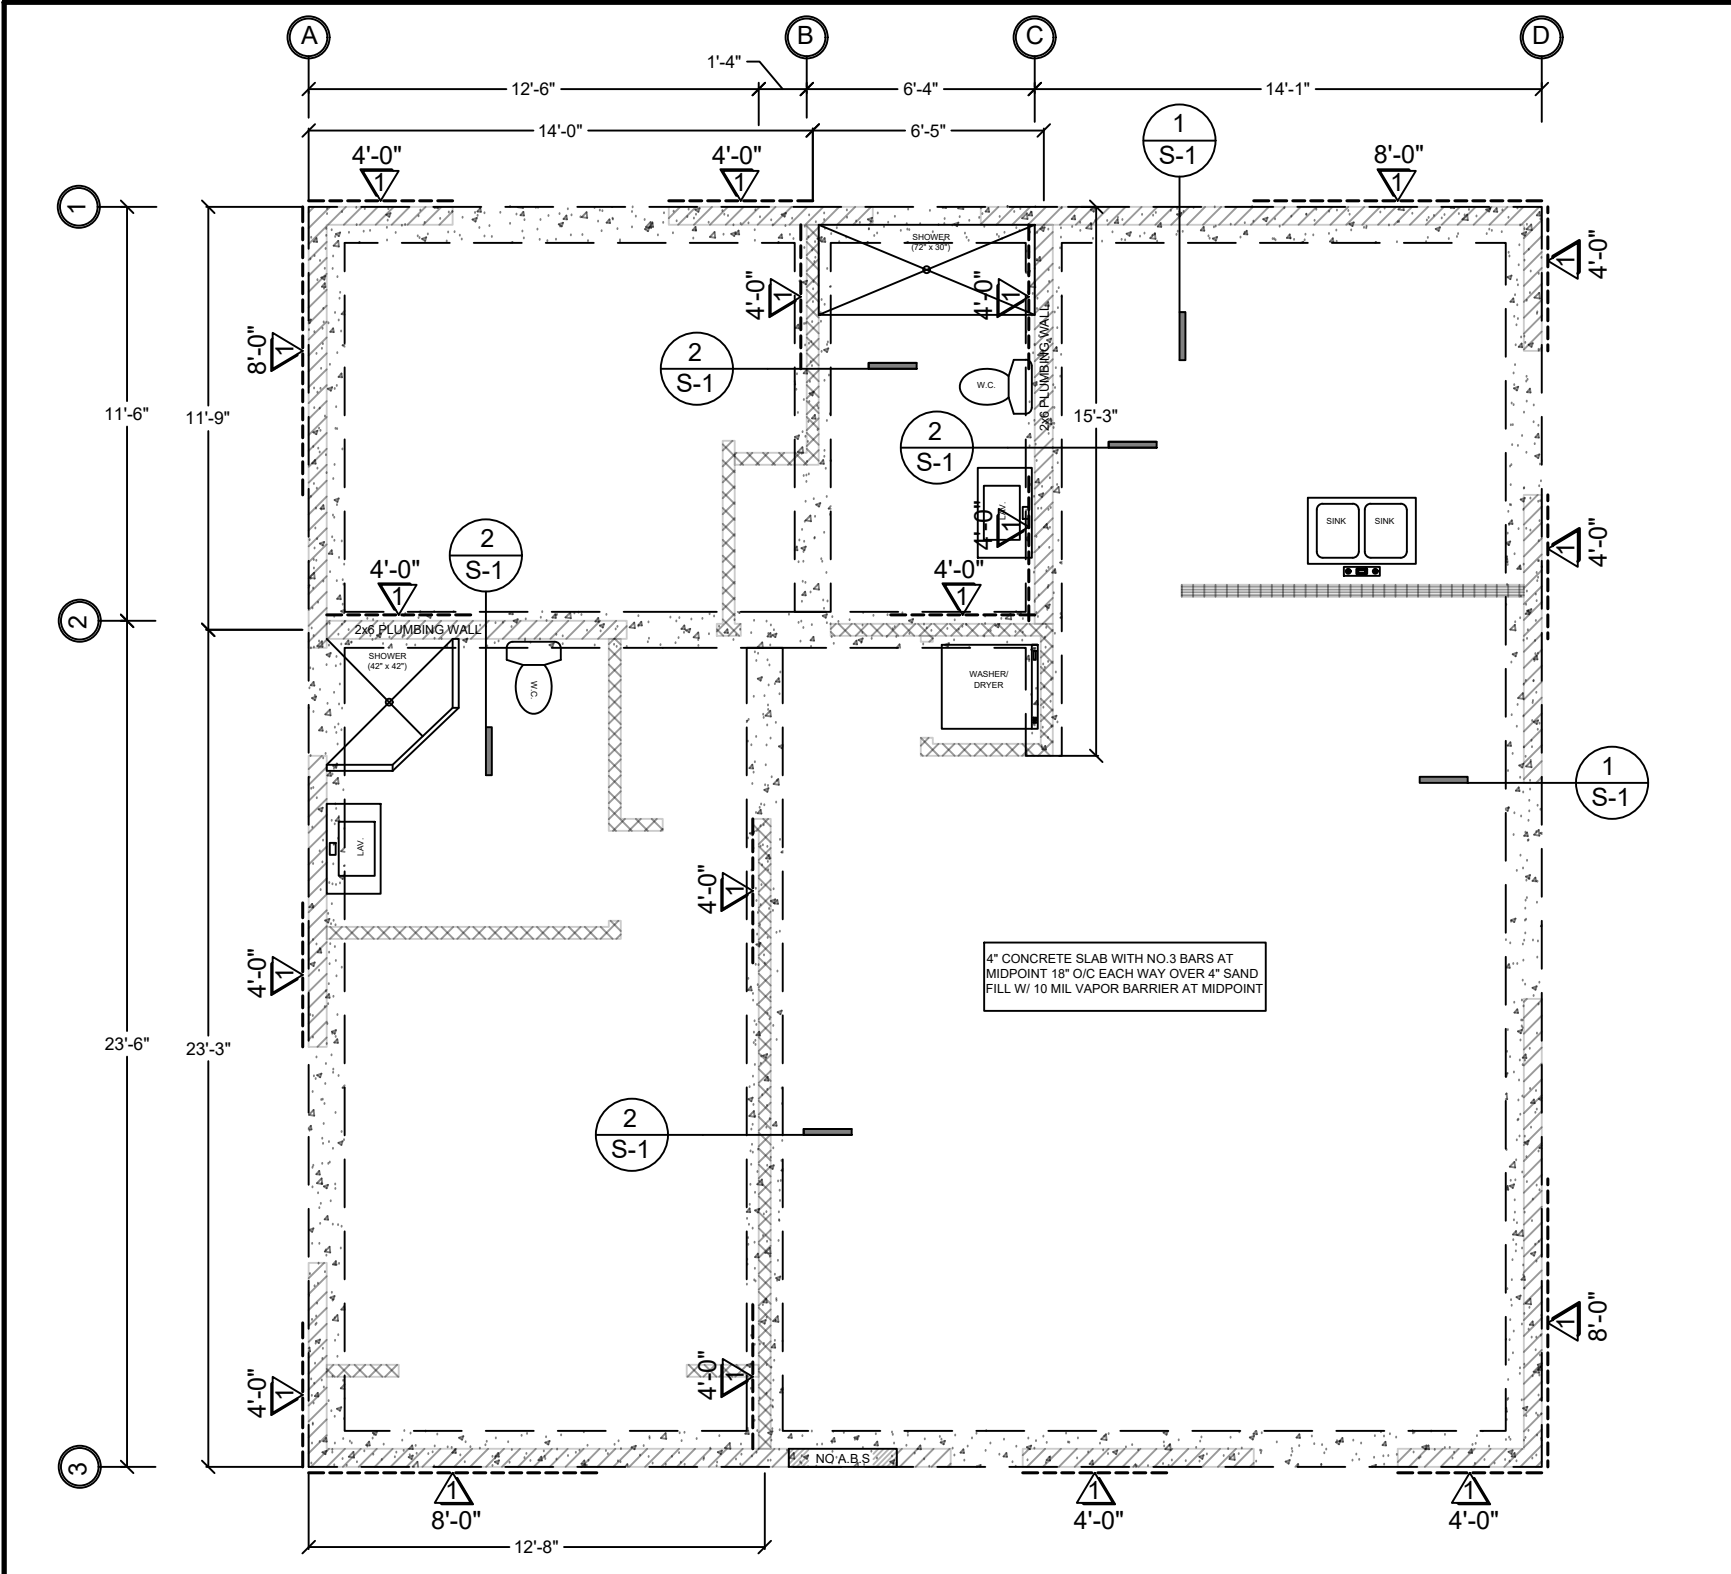 A
B
C
D
1'-4"
12'-6"
6'-4"
14'-1"
14'-0"
6'-5"
1
S-1
4'-0"
1
4'-0"
1
8'-0"
1
1
SHOWER
(72" x 30")
4'-0"
1
4'-0"
1
4'-0"
1
8'-0"
1
2x6 PLUMBING WALL
2
S-1
W.C.
11'-6"
11'-9"
15'-3"
2
S-1
LAV.
4'-0"
1
SINK
SINK
4'-0"
1
2
S-1
4'-0"
1
4'-0"
1
2
2x6 PLUMBING WALL
SHOWER
(42" x 42")
W.C.
WASHER/
DRYER
1
S-1
LAV.
4'-0"
1
4'-0"
1
4" CONCRETE SLAB WITH NO.3 BARS AT
MIDPOINT 18" O/C EACH WAY OVER 4" SAND
FILL W/ 10 MIL VAPOR BARRIER AT MIDPOINT
23'-6"
23'-3"
2
S-1
8'-0"
1
4'-0"
1
4'-0"
1
3
NO A.B.S
1
8'-0"
1
4'-0"
1
4'-0"
12'-8"